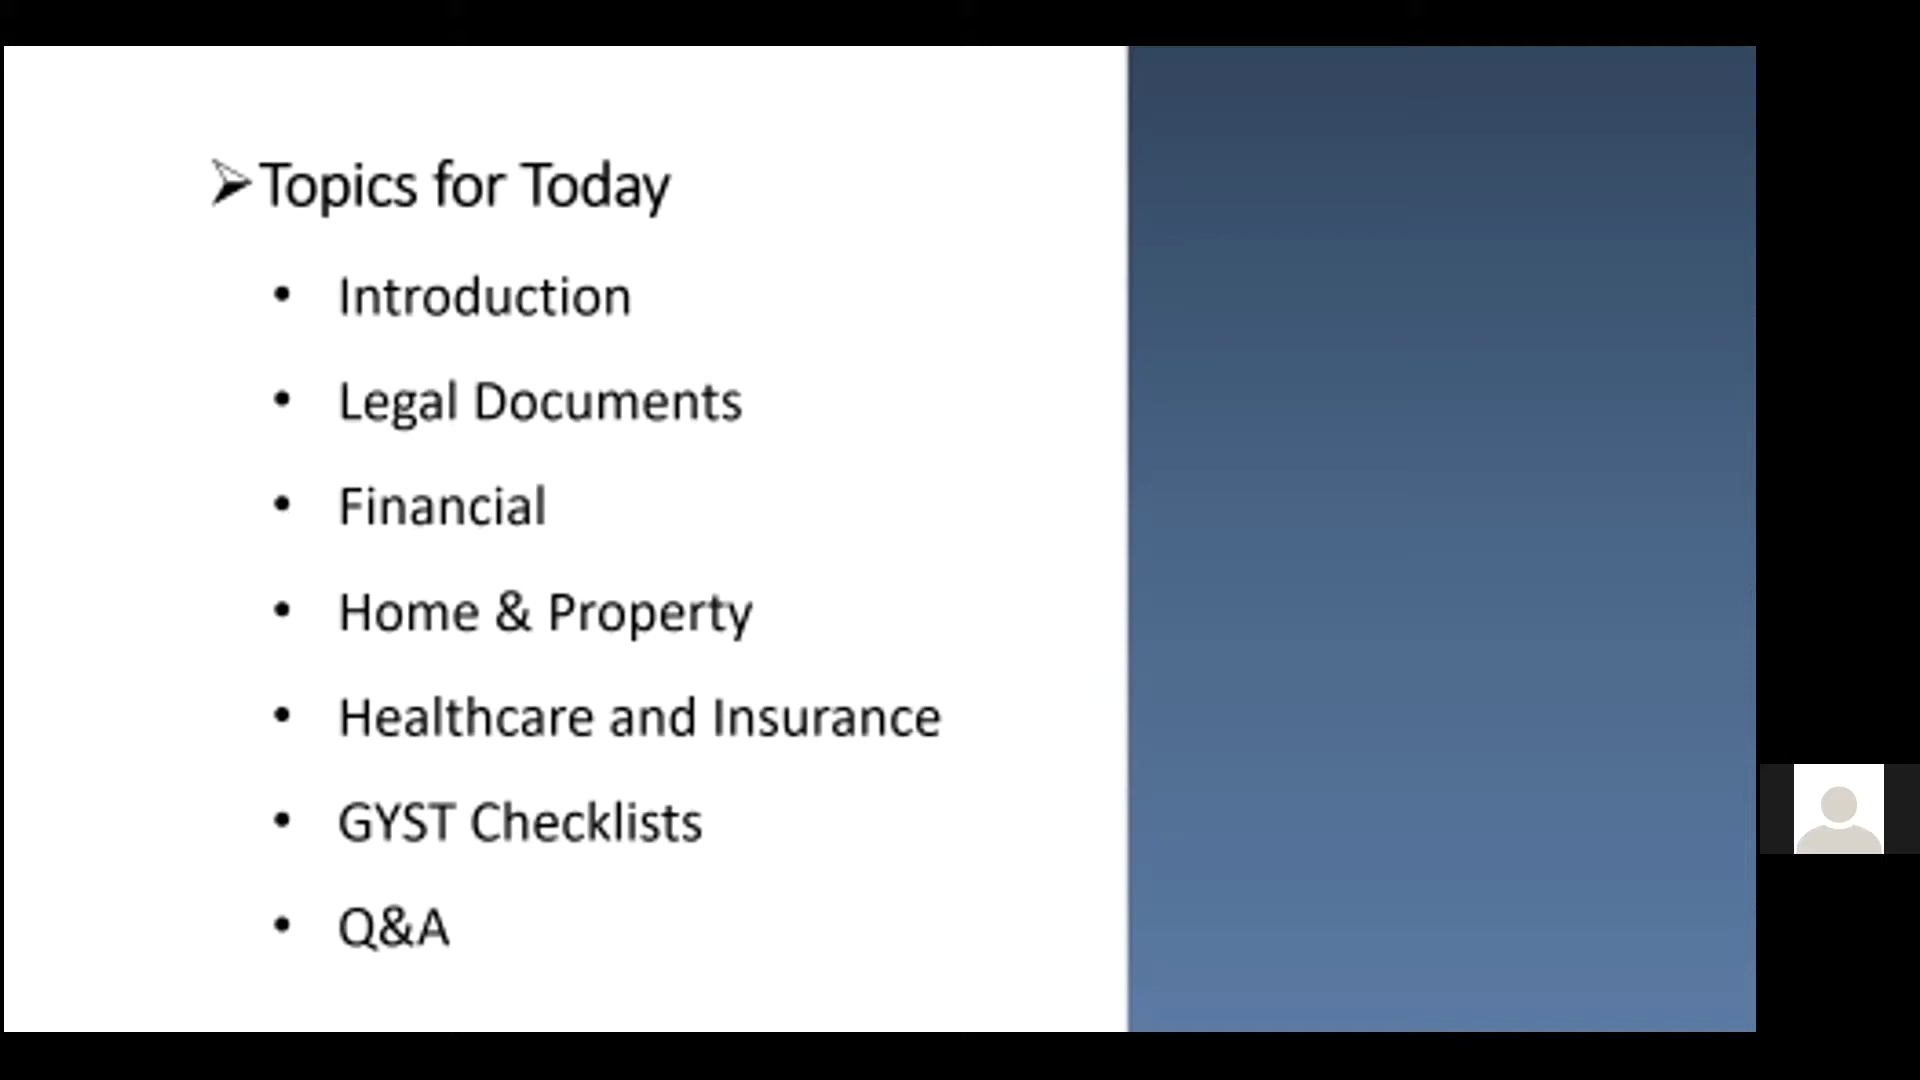 Topics for Today
Introduction
Legal Documents
Financial
Home & Property
Healthcare and Insurance
GYST Checklists
Q&A